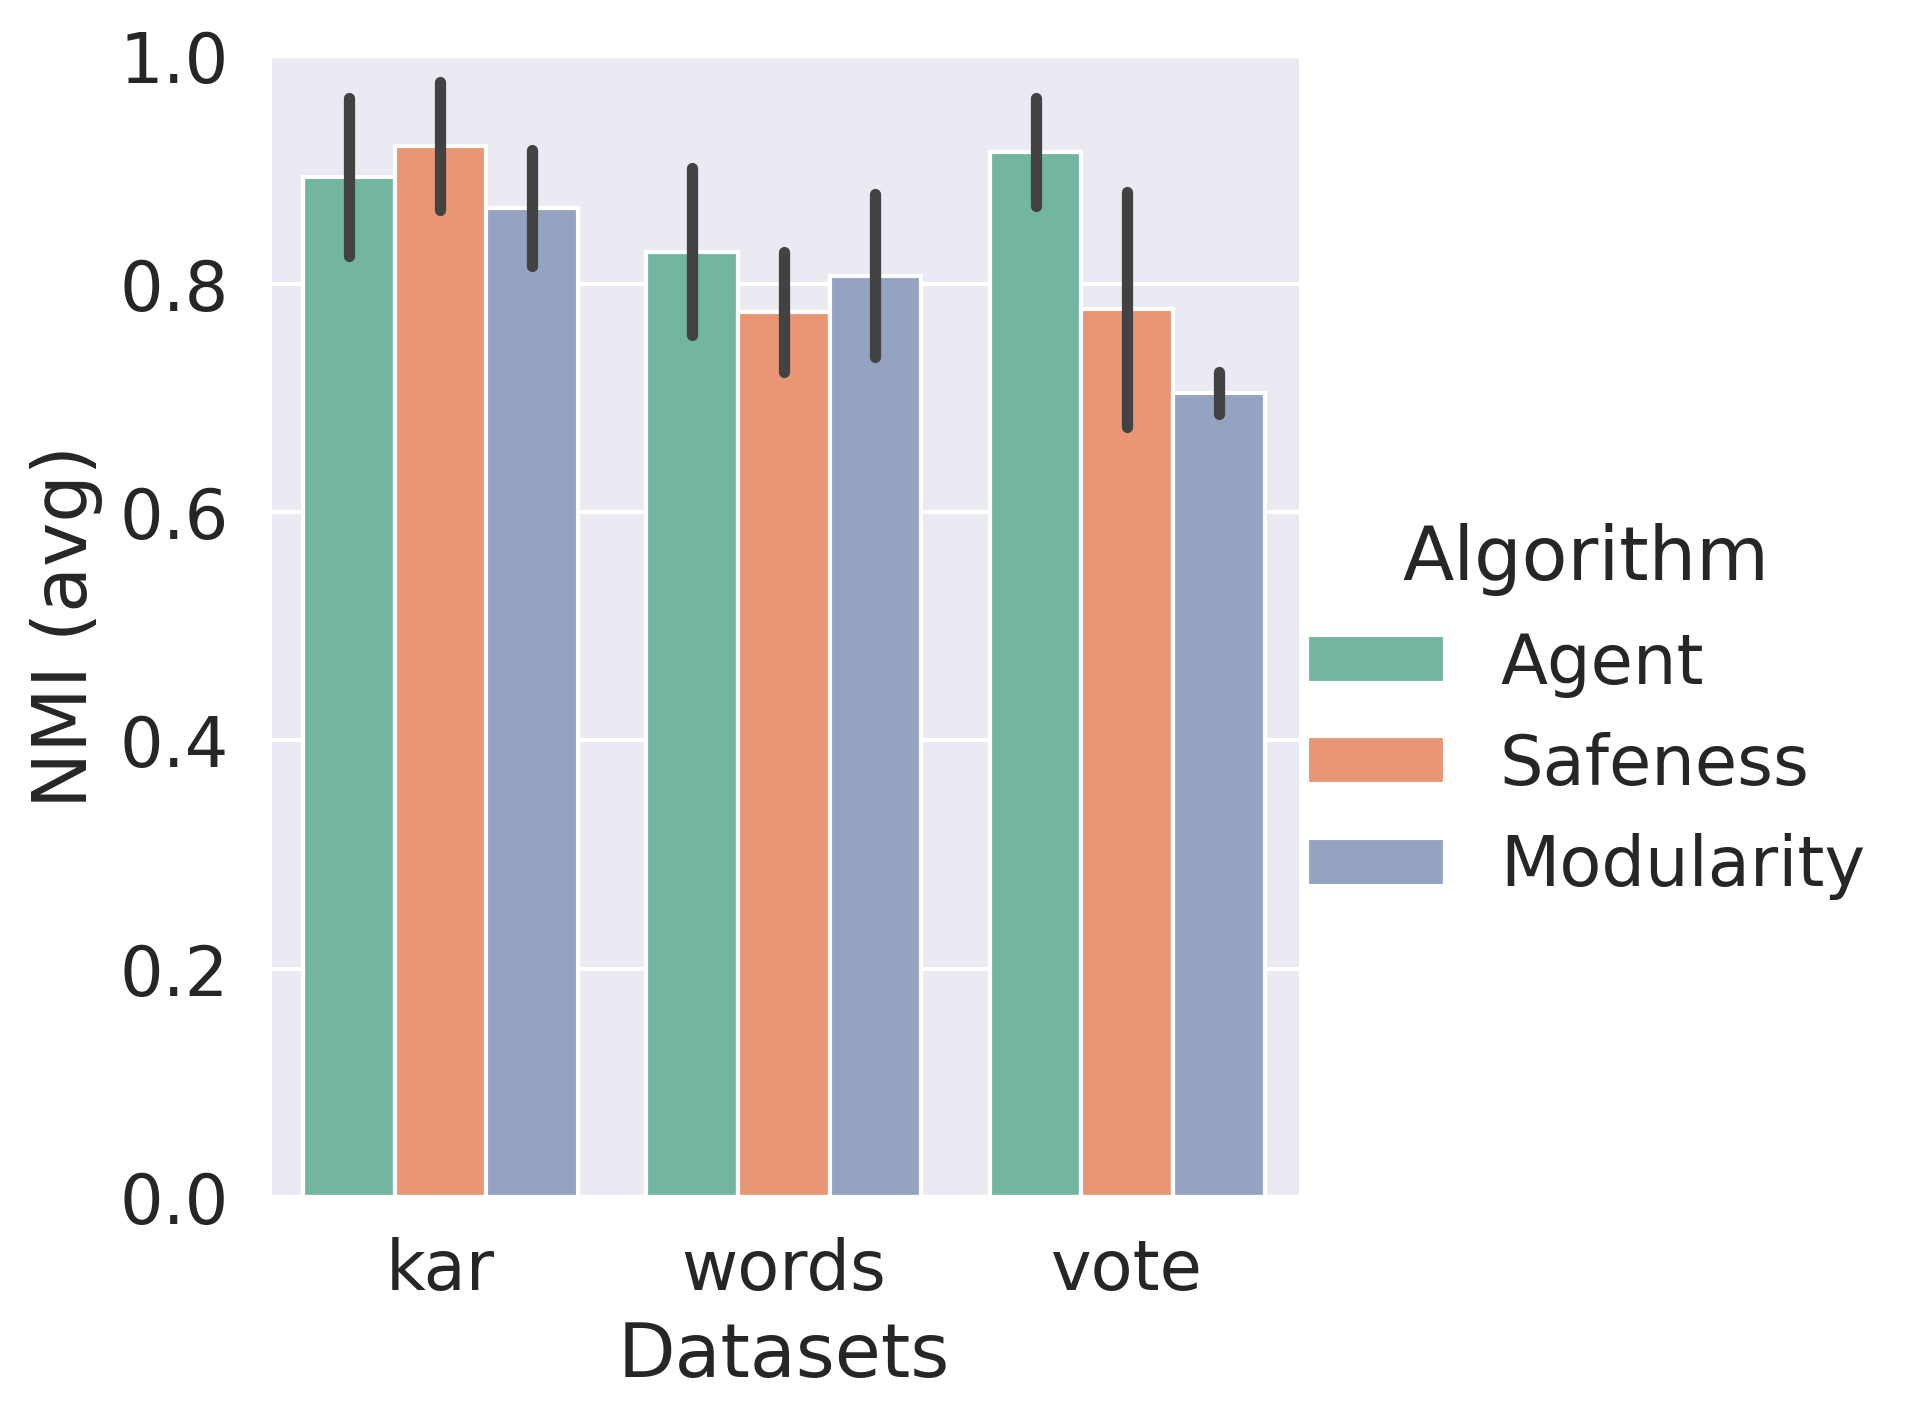 1.0
0.8
0.6
0.4
0.2
0.0
NMI (avg)
kar words vote
Datasets
Algorithm
Agent
Safeness
Modularity